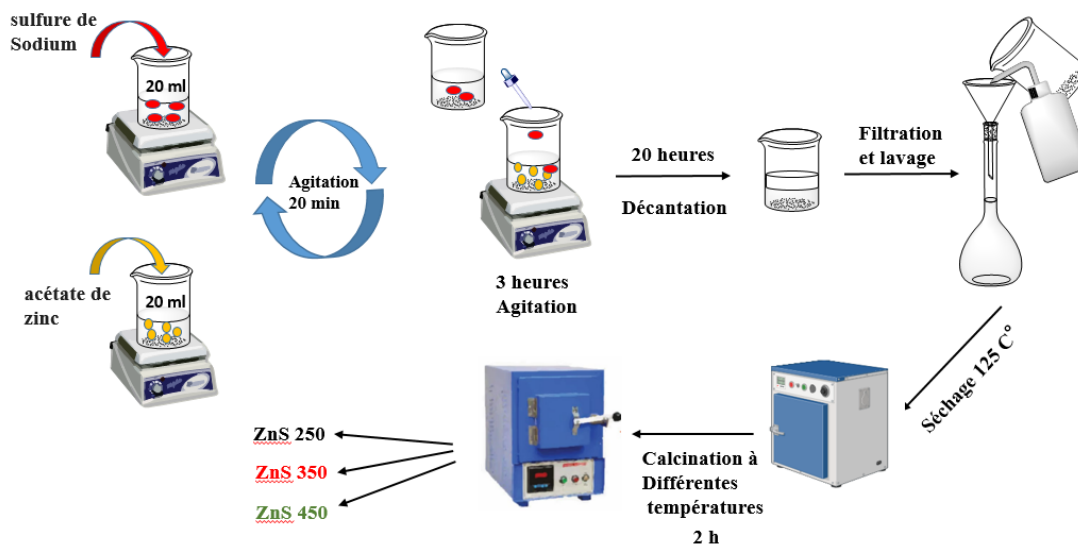 sulfure de
Sodium
20 ml
Agitation
20 min
acétate de
zinc
20 ml
3 heures
Agitation
20 heures
Décantation
Filtration
et lavage
Séchage 125 C°
Calcination à
Différentes
températures
2 h
ZnS 250
ZnS 350
ZnS 450